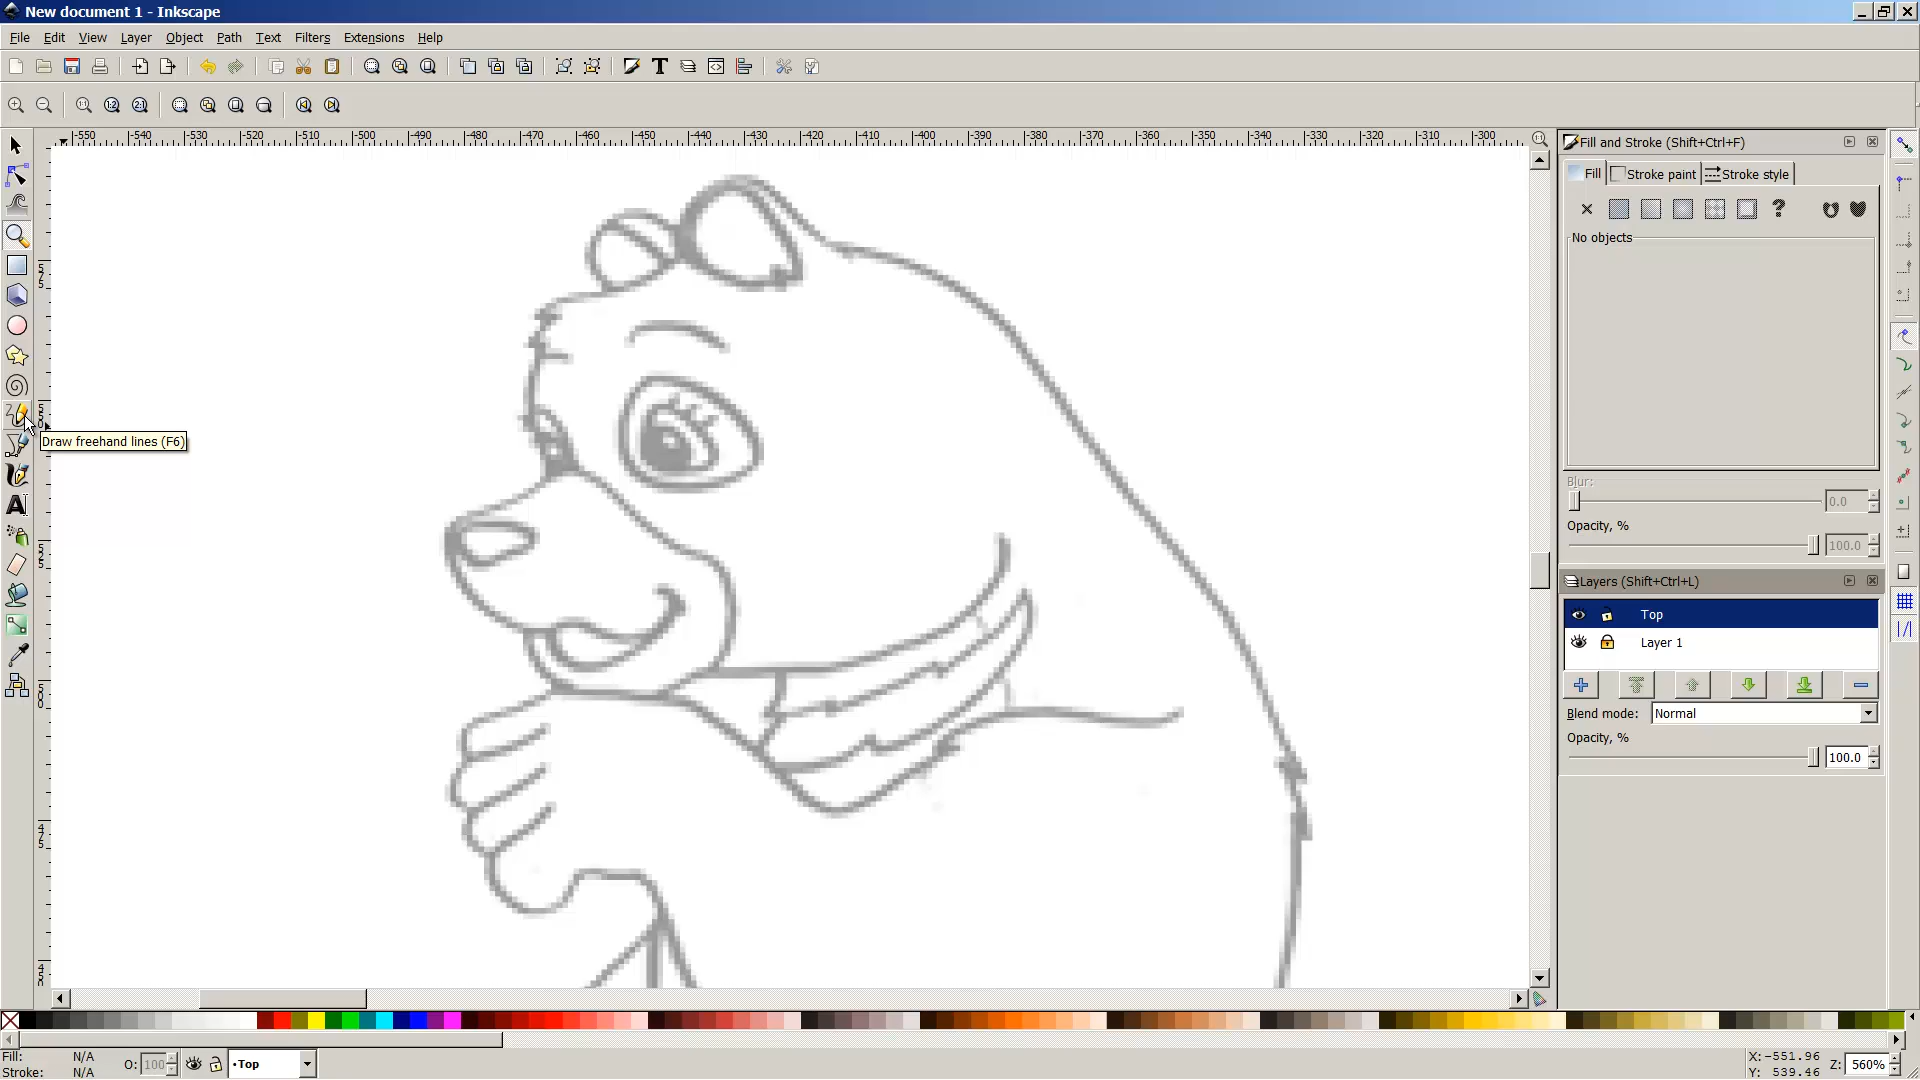 New document 1 - Inkscape
File Edit View Layer Object Path Text Filters Extensions Help
-550 -540 -530 -520 -510 -500 -490 -480 -470 -460 -450 -440 -430 -420 -410 -400 -390 -380 -370 -360 -350 -340 -330 -320 -310 -300
Draw freehand lines (F6)
Fill and Stroke (Shift+Ctrl+F)
Fill Stroke paint Stroke style
No objects
Blur:
0.0
Opacity, %
100.0
Layers (Shift+Ctrl+L)
Top
Layer 1
Blend mode: Normal
Opacity, %
100.0
Fill: N/A
Stroke: N/A
O: 100
•Top
X: -551.96
Y: 539.46
Z: 560%